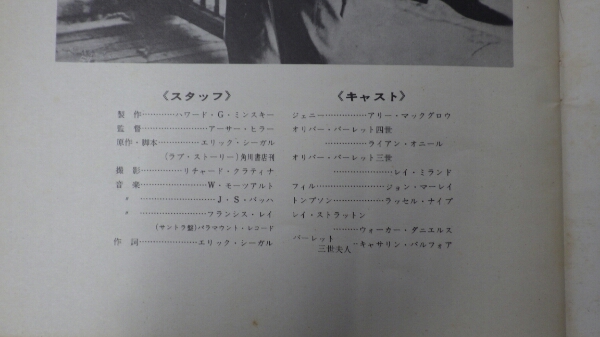 《スタッフ》
製作…………ハワード・G・ミンスキー
監督…………………アーサー・ヒラー
原作・脚本…………エリック・シーガル
(ラブ・ストーリー)角川書店刊
撮影…………リチャード・クラティナ
音楽………………W・モーツアルト
〃 …………………J・S・バッハ
〃 ………………フランシス・レイ
(サントラ盤)パラマウント・レコード
作詞………………エリック・シーガル
《キャスト》
ジェニー…………アリー・マックグロウ
オリバー・バーレット四世
…………………ライアン・オニール
オリバー・バーレット三世
………………………レイ・ミランド
フィル………………ジョン・マーレイ
トンプソン…………ラッセル・ナイプ
レイ・ストラットン
………ウォーカー・ダニエルス
バーレット三世夫人…キャサリン・バルフォア